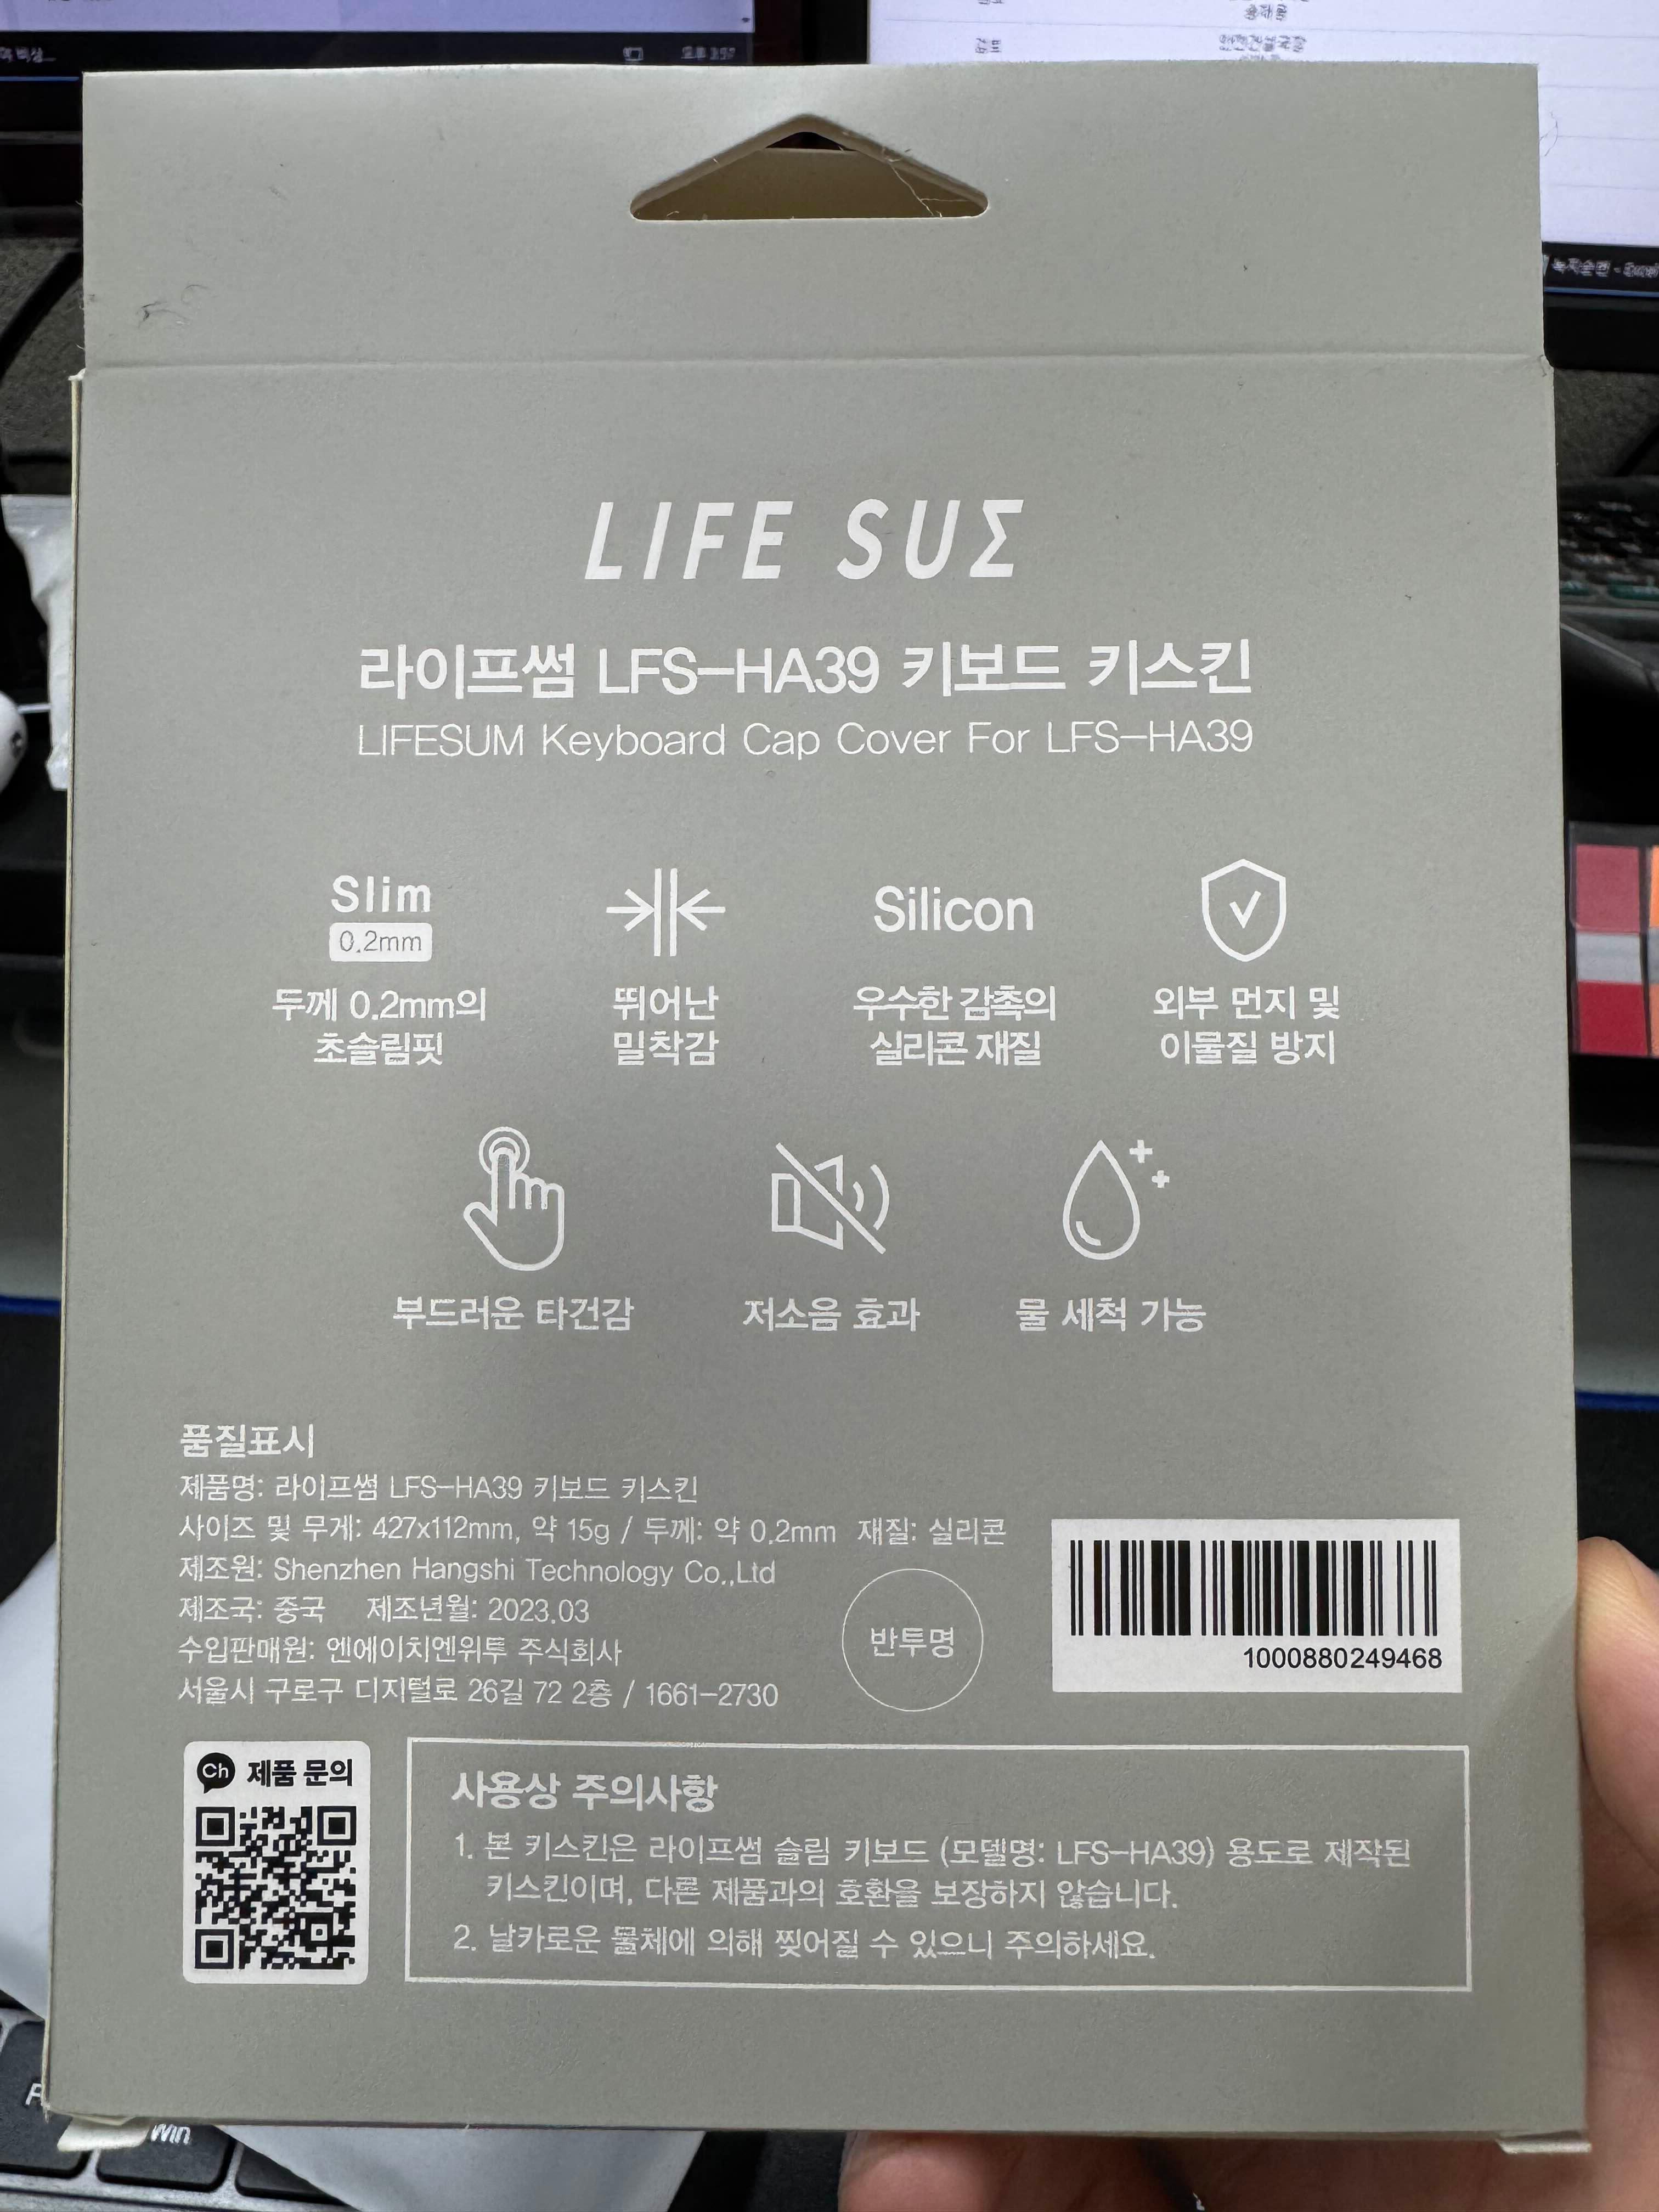 LIFE SUΣ
라이프썸 LFS-HA39 키보드 키스킨
LIFESUM Keyboard Cap Cover For LFS-HA39
Slim
0.2mm
두께 0.2mm의
초슬림핏
뛰어난
밀착감
Silicon
우수한 감촉의
실리콘 재질
외부 먼지 및
이물질 방지
부드러운 타건감
저소음 효과
물 세척 가능
품질표시
제품명: 라이프썸 LFS-HA39 키보드 키스킨
사이즈 및 무게: 427x112mm, 약 15g / 두께: 약 0.2mm 재질: 실리콘
제조원: Shenzhen Hangshi Technology Co.,Ltd
제조국: 중국 제조년월: 2023.03
수입판매원: 엔에이치엔위투 주식회사
서울시 구로구 디지털로 26길 72 2층 / 1661-2730
반투명
1000880249468
Ch 제품 문의
사용상 주의사항
1. 본 키스킨은 라이프썸 슬림 키보드 (모델명: LFS-HA39) 용도로 제작된
키스킨이며, 다른 제품과의 호환을 보장하지 않습니다.
2. 날카로운 물체에 의해 찢어질 수 있으니 주의하세요.
Win